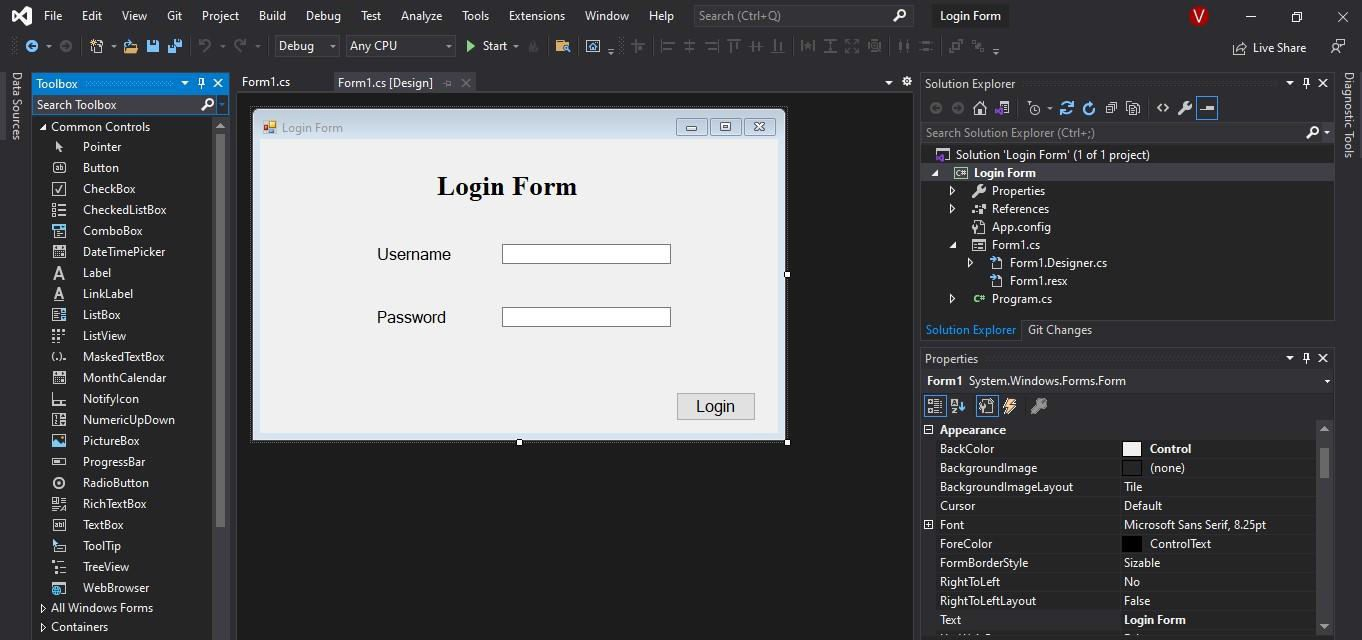 File Edit View Git Project Build Debug Test Analyze Tools Extensions Window Help Search (Ctrl+Q) Login Form V
Debug Any CPU Start Live Share
Data Sources
Toolbox
Search Toolbox
Common Controls
Pointer
Button
CheckBox
CheckedListBox
ComboBox
DateTimePicker
Label
LinkLabel
ListBox
ListView
MaskedTextBox
MonthCalendar
NotifyIcon
NumericUpDown
PictureBox
ProgressBar
RadioButton
RichTextBox
TextBox
ToolTip
TreeView
WebBrowser
All Windows Forms
Containers
Form1.cs Form1.cs [Design]
Login Form
Login Form
Username
Password
Login
Solution Explorer
Search Solution Explorer (Ctrl+;)
Solution 'Login Form' (1 of 1 project)
C# Login Form
Properties
References
App.config
Form1.cs
Form1.Designer.cs
Form1.resx
C# Program.cs
Solution Explorer Git Changes
Properties
Form1 System.Windows.Forms.Form
Appearance
BackColor Control
BackgroundImage (none)
BackgroundImageLayout Tile
Cursor Default
Font Microsoft Sans Serif, 8.25pt
ForeColor ControlText
FormBorderStyle Sizable
RightToLeft No
RightToLeftLayout False
Text Login Form
Diagnostic Tools